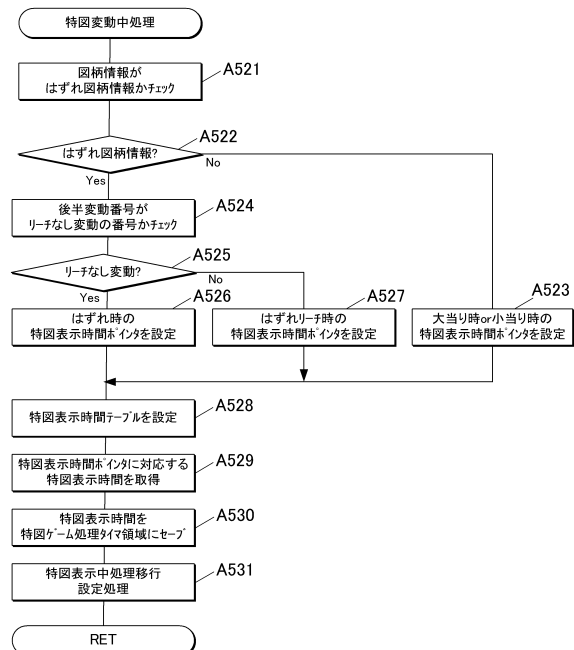 特図変動中処理
図柄情報が
はずれ図柄情報かチェック
A521
はずれ図柄情報?
A522
Yes
No
後半変動番号が
リーチなし変動の番号かチェック
A524
リーチなし変動?
A525
Yes
No
はずれ時の
特図表示時間ポインタを設定
A526
はずれリーチ時の
特図表示時間ポインタを設定
A527
大当り時or小当り時の
特図表示時間ポインタを設定
A523
特図表示時間テーブルを設定
A528
特図表示時間ポインタに対応する
特図表示時間を取得
A529
特図表示時間を
特図ゲーム処理タイマ領域にセーブ
A530
特図表示中処理移行
設定処理
A531
RET